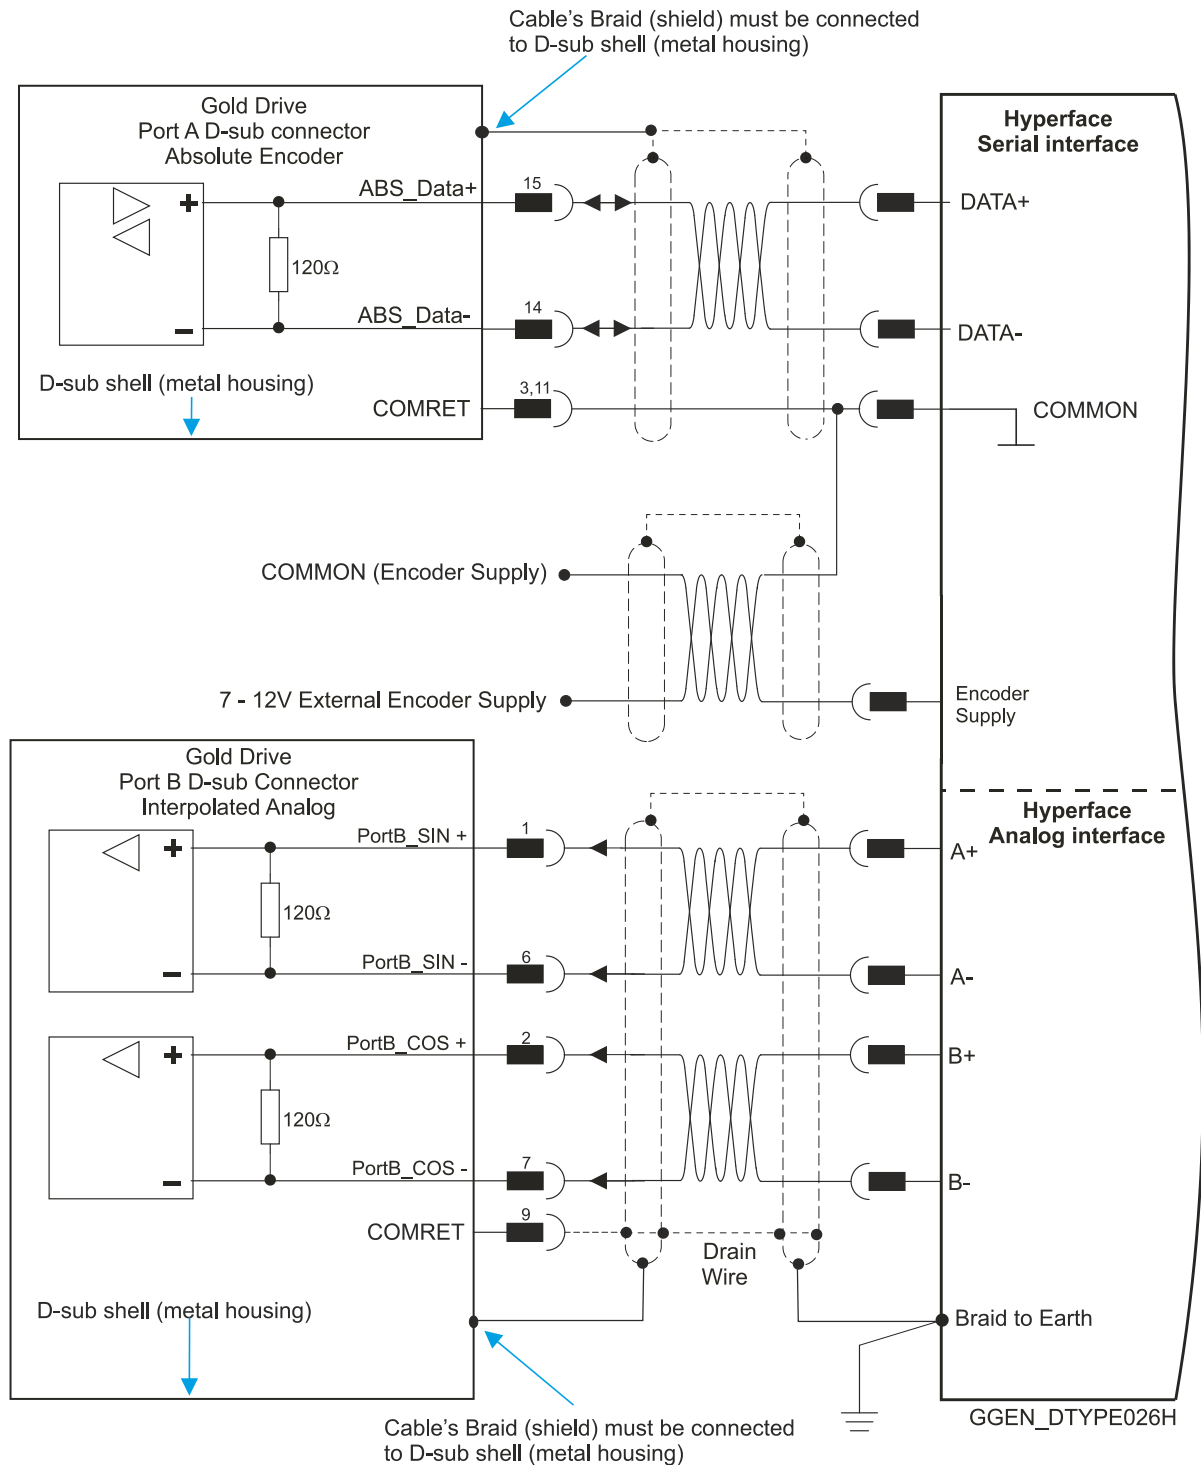 Cable's Braid (shield) must be connected
to D-sub shell (metal housing)
Gold Drive
Port A D-sub connector
Absolute Encoder
Hyperface
Serial interface
ABS_Data+
15
DATA+
+
120Ω
ABS_Data-
14
DATA-
-
D-sub shell (metal housing)
COMRET
3,11
COMMON
COMMON (Encoder Supply)
7 - 12V External Encoder Supply
Encoder
Supply
Gold Drive
Port B D-sub Connector
Interpolated Analog
Hyperface
Analog interface
PortB_SIN +
1
A+
+
120Ω
PortB_SIN -
6
A-
-
PortB_COS +
2
B+
+
120Ω
PortB_COS -
7
B-
-
COMRET
9
Drain
Wire
D-sub shell (metal housing)
Braid to Earth
Cable's Braid (shield) must be connected
to D-sub shell (metal housing)
GGEN_DTYPE026H